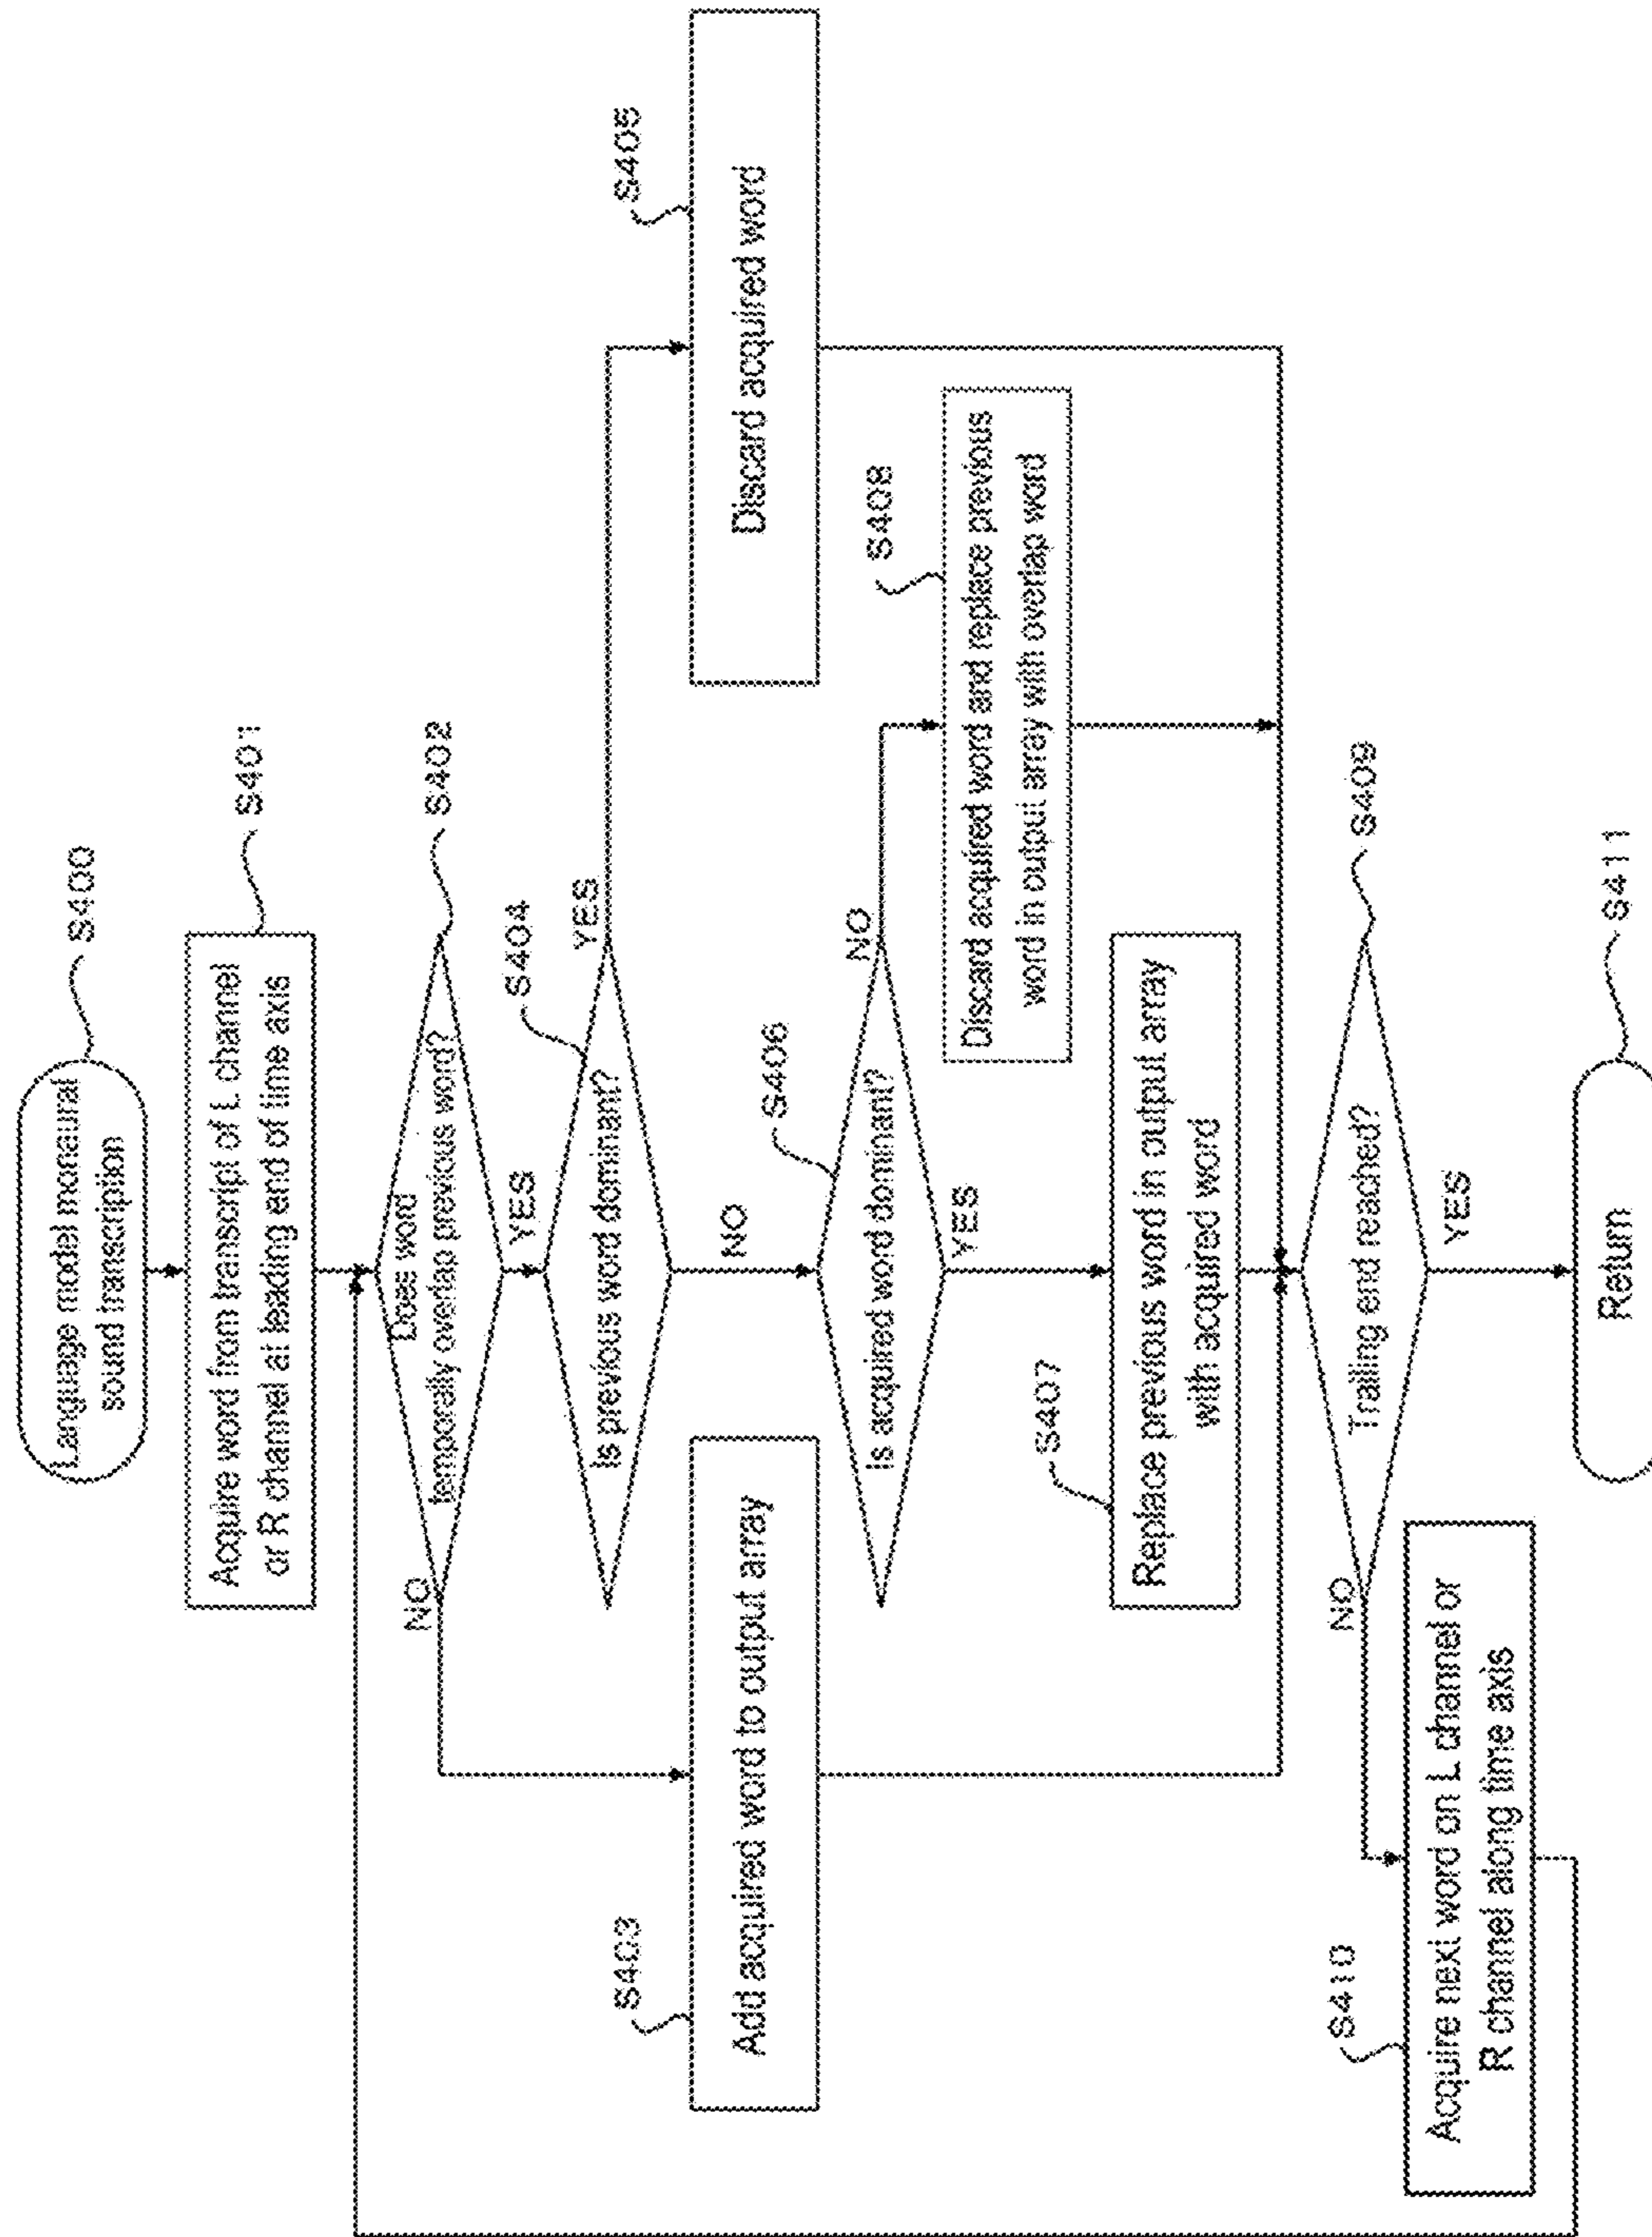 Language model monaural
sound transcription
S400
Acquire word from transcript of L channel
or R channel at leading end of time axis
S401
Does word
temporally overlap previous word?
S402
NO
YES
Add acquired word to output array
S403
Is previous word dominant?
S404
YES
NO
Discard acquired word
S405
Is acquired word dominant?
S406
NO
YES
Replace previous word in output array
with acquired word
S407
Discard acquired word and replace previous
word in output array with overlap word
S408
Trailing end reached?
S409
NO
YES
Acquire next word on L channel or
R channel along time axis
S410
Return
S411